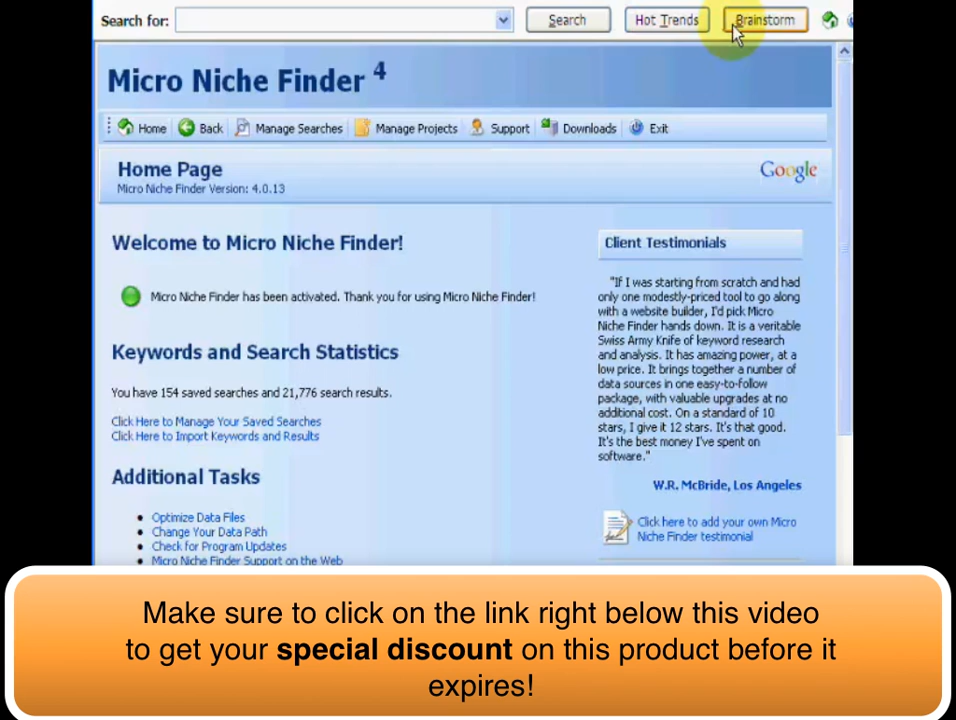 Search for:
Search
Hot Trends
Brainstorm
Micro Niche Finder 4
Home
Back
Manage Searches
Manage Projects
Support
Downloads
Exit
Home Page
Micro Niche Finder Version: 4.0.13
Google
Welcome to Micro Niche Finder!
Micro Niche Finder has been activated. Thank you for using Micro Niche Finder!
Keywords and Search Statistics
You have 154 saved searches and 21,776 search results.
Click Here to Manage Your Saved Searches
Click Here to Import Keywords and Results
Additional Tasks
Optimize Data Files
Change Your Data Path
Check for Program Updates
Micro Niche Finder Support on the Web
Client Testimonials
"If I was starting from scratch and had
only one modestly-priced tool to go along
with a website builder, I'd pick Micro
Niche Finder hands down. It is a veritable
Swiss Army Knife of keyword research
and analysis. It has amazing power, at a
low price. It brings together a number of
data sources in one easy-to-follow
package, with valuable upgrades at no
additional cost. On a standard of 10
stars, I give it 12 stars. It's that good.
It's the best money I've spent on
software."
W.R. McBride, Los Angeles
Click here to add your own Micro
Niche Finder testimonial
Make sure to click on the link right below this video
to get your special discount on this product before it
expires!